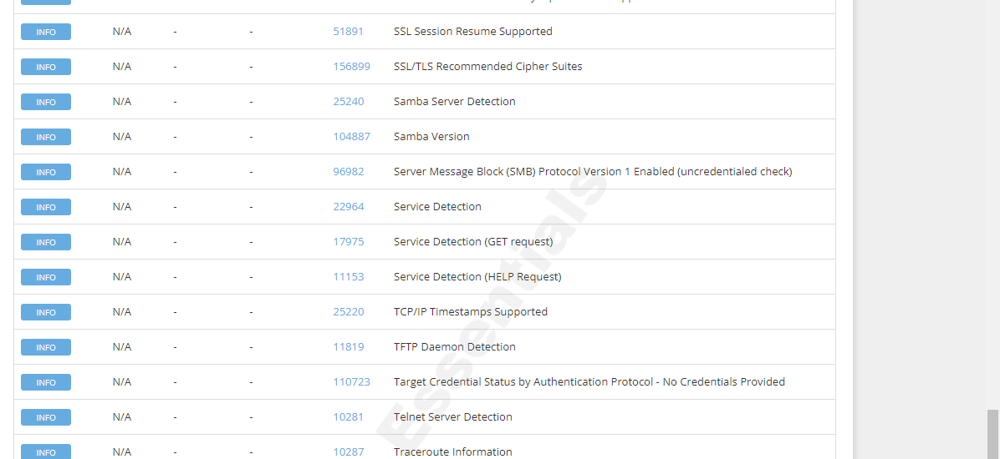 INFO N/A - - 51891 SSL Session Resume Supported
INFO N/A - - 156899 SSL/TLS Recommended Cipher Suites
INFO N/A - - 25240 Samba Server Detection
INFO N/A - - 104887 Samba Version
INFO N/A - - 96982 Server Message Block (SMB) Protocol Version 1 Enabled (uncredentialed check)
INFO N/A - - 22964 Service Detection
INFO N/A - - 17975 Service Detection (GET request)
INFO N/A - - 11153 Service Detection (HELP Request)
INFO N/A - - 25220 TCP/IP Timestamps Supported
INFO N/A - - 11819 TFTP Daemon Detection
INFO N/A - - 110723 Target Credential Status by Authentication Protocol - No Credentials Provided
INFO N/A - - 10281 Telnet Server Detection
INFO N/A - - 10287 Traceroute Information
Essentials